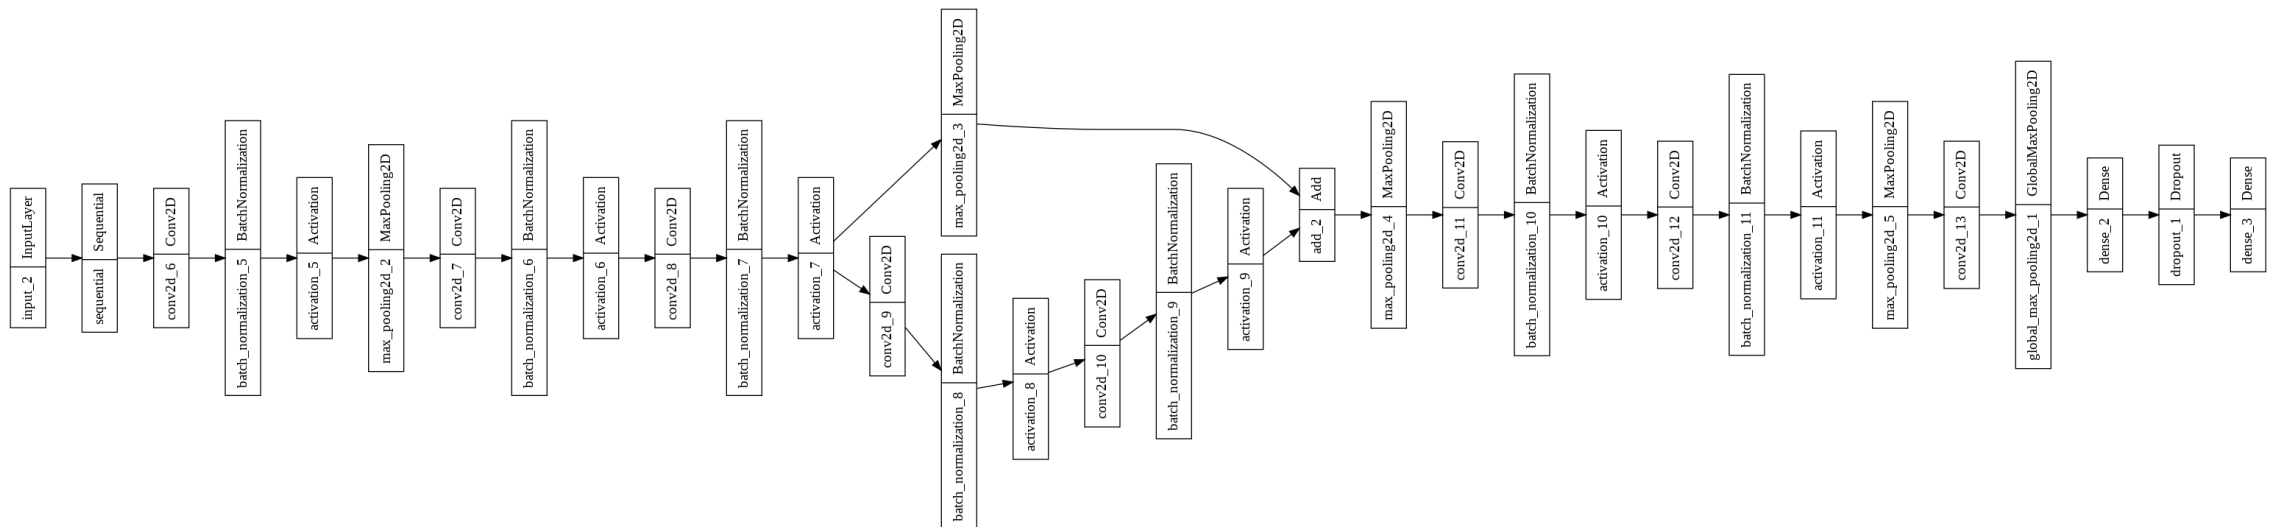 input_2 InputLayer
sequential Sequential
conv2d_6 Conv2D
batch_normalization_5 BatchNormalization
activation_5 Activation
max_pooling2d_2 MaxPooling2D
conv2d_7 Conv2D
batch_normalization_6 BatchNormalization
activation_6 Activation
conv2d_8 Conv2D
batch_normalization_7 BatchNormalization
activation_7 Activation
max_pooling2d_3 MaxPooling2D
conv2d_9 Conv2D
batch_normalization_8 BatchNormalization
activation_8 Activation
conv2d_10 Conv2D
batch_normalization_9 BatchNormalization
activation_9 Activation
add_2 Add
max_pooling2d_4 MaxPooling2D
conv2d_11 Conv2D
batch_normalization_10 BatchNormalization
activation_10 Activation
conv2d_12 Conv2D
batch_normalization_11 BatchNormalization
activation_11 Activation
max_pooling2d_5 MaxPooling2D
conv2d_13 Conv2D
global_max_pooling2d_1 GlobalMaxPooling2D
dense_2 Dense
dropout_1 Dropout
dense_3 Dense